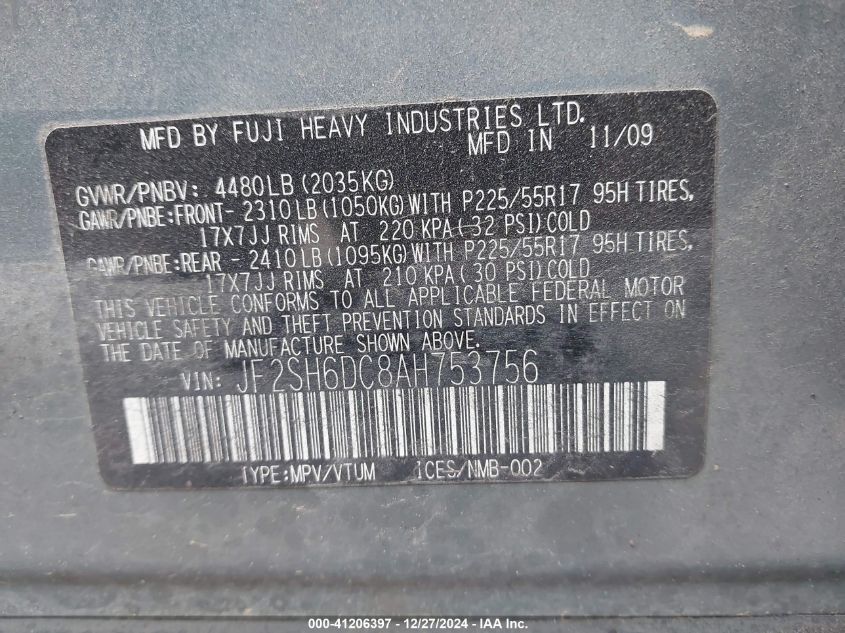 MFD BY FUJI HEAVY INDUSTRIES LTD.
MFD IN 11/09
GVWR/PNBV: 4480LB (2035KG)
GAWR/PNBE:FRONT- 2310LB (1050KG) WITH P225/55R17 95H TIRES,
17X7JJ RIMS AT 220 KPA (32 PSI) COLD
GAWR/PNBE:REAR - 2410LB (1095KG) WITH P225/55R17 95H TIRES,
17X7JJ RIMS AT 210 KPA (30 PSI) COLD
THIS VEHICLE CONFORMS TO ALL APPLICABLE FEDERAL MOTOR
VEHICLE SAFETY AND THEFT PREVENTION STANDARDS IN EFFECT ON
THE DATE OF MANUFACTURE SHOWN ABOVE.
VIN: JF2SH6DC8AH753756
TYPE:MPV/VTUM ICES/NMB-002
000-41206397 - 12/27/2024 - IAA Inc.